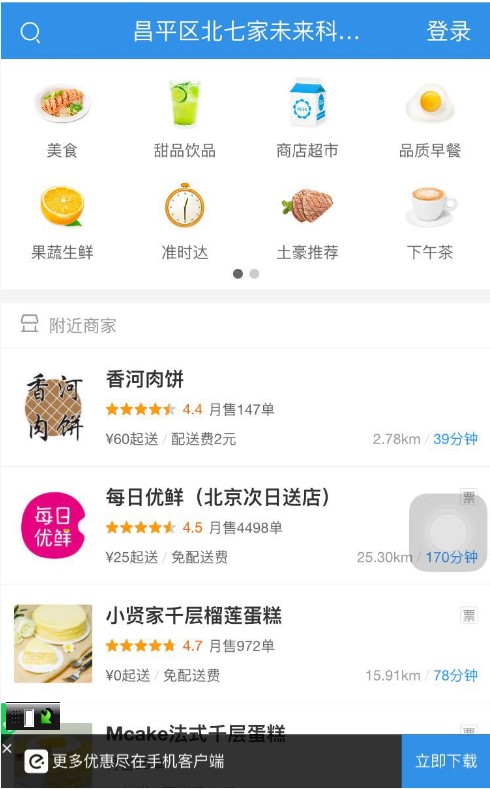 昌平区北七家未来科... 登录
美食 甜品饮品 商店超市 品质早餐
果蔬生鲜 准时达 土豪推荐 下午茶
附近商家
香河肉饼
香河
肉饼
4.4 月售147单
¥60起送 / 配送费2元 2.78km / 39分钟
每日优鲜（北京次日送店） 票
每日
优鲜
4.5 月售4498单
¥25起送 / 免配送费 25.30km / 170分钟
小贤家千层榴莲蛋糕 票
4.7 月售972单
¥0起送 / 免配送费 15.91km / 78分钟
Mcake法式千层蛋糕
× 更多优惠尽在手机客户端 立即下载